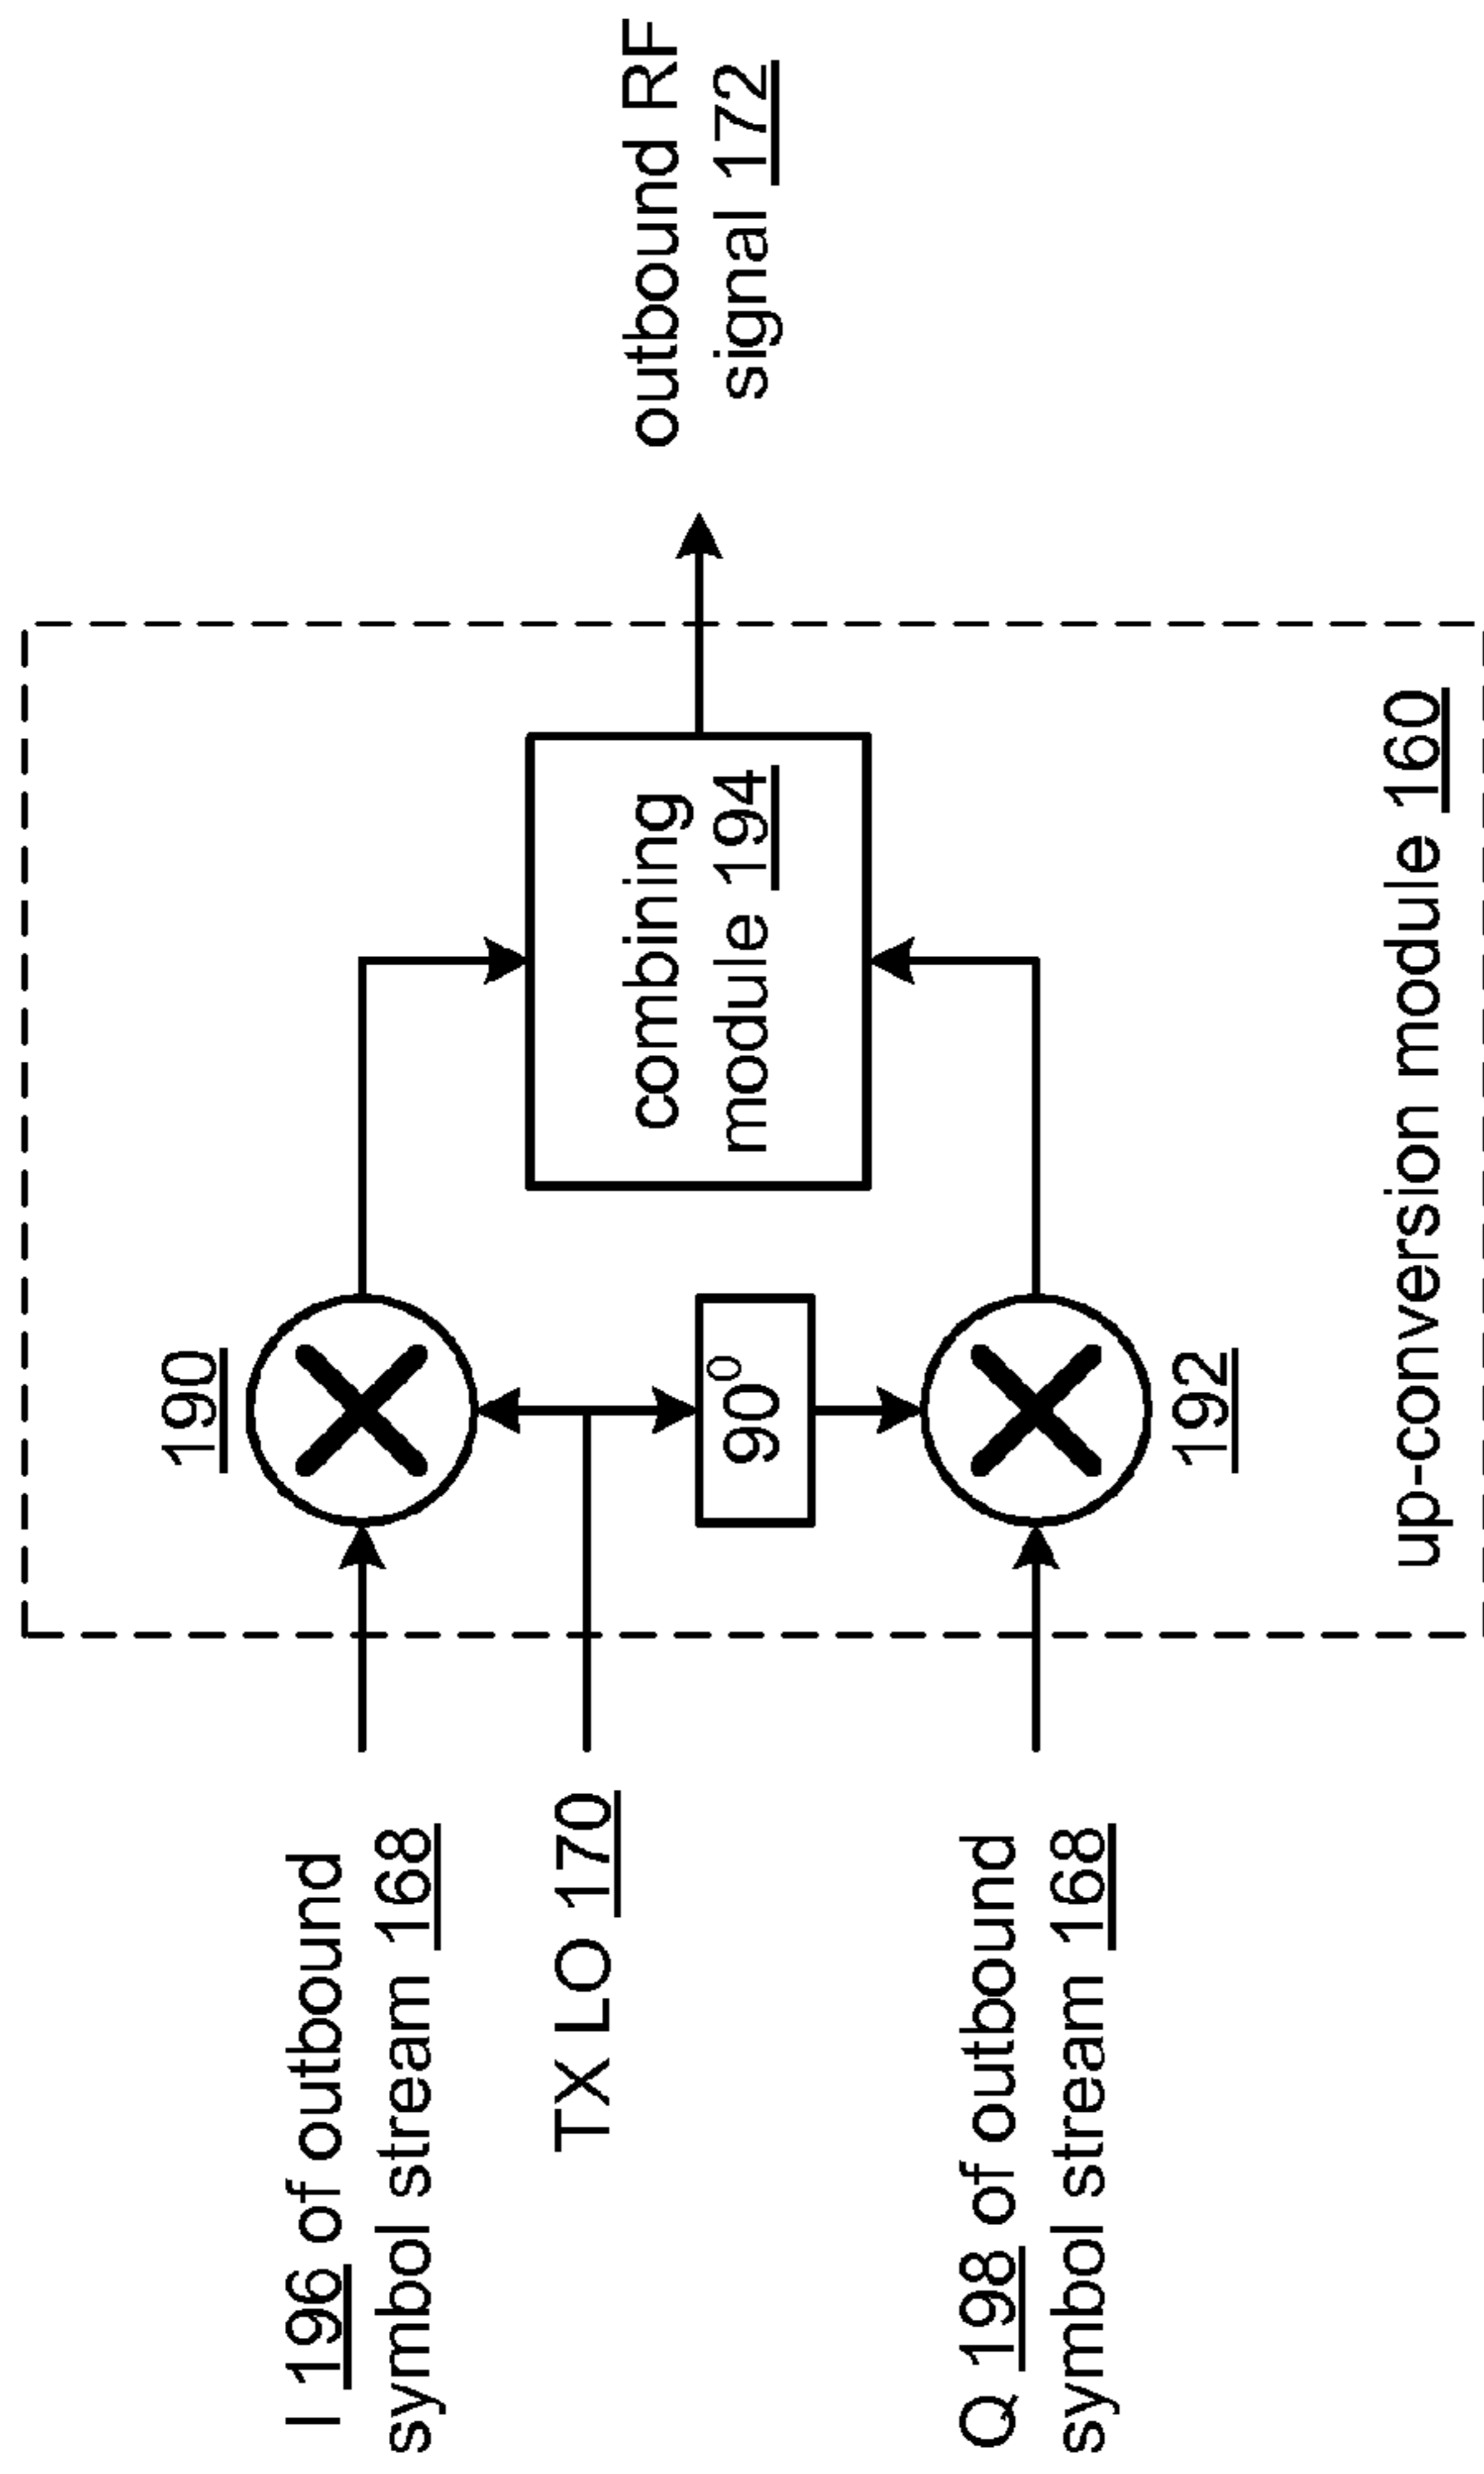 I 196 of outbound
symbol stream 168
TX LO 170
Q 198 of outbound
symbol stream 168
190
90⁰
192
combining
module 194
up-conversion module 160
outbound RF
signal 172